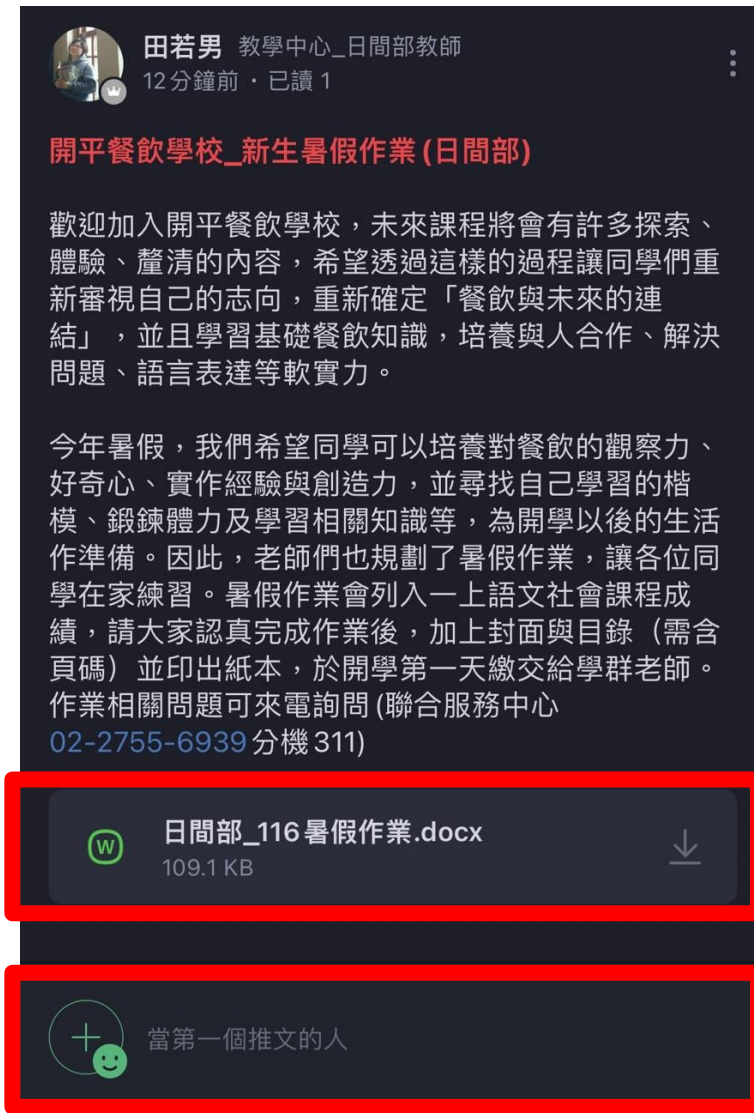 田若男 教學中心_日間部教師
12分鐘前・已讀 1
開平餐飲學校_新生暑假作業(日間部)
歡迎加入開平餐飲學校，未來課程將會有許多探索、
體驗、釐清的內容，希望透過這樣的過程讓同學們重
新審視自己的志向，重新確定「餐飲與未來的連
結」，並且學習基礎餐飲知識，培養與人合作、解決
問題、語言表達等軟實力。
今年暑假，我們希望同學可以培養對餐飲的觀察力、
好奇心、實作經驗與創造力，並尋找自己學習的楷
模、鍛鍊體力及學習相關知識等，為開學以後的生活
作準備。因此，老師們也規劃了暑假作業，讓各位同
學在家練習。暑假作業會列入一上語文社會課程成
績，請大家認真完成作業後，加上封面與目錄（需含
頁碼）並印出紙本，於開學第一天繳交給學群老師。
作業相關問題可來電詢問(聯合服務中心
02-2755-6939分機311)
W
日間部_116暑假作業.docx
109.1 KB
當第一個推文的人